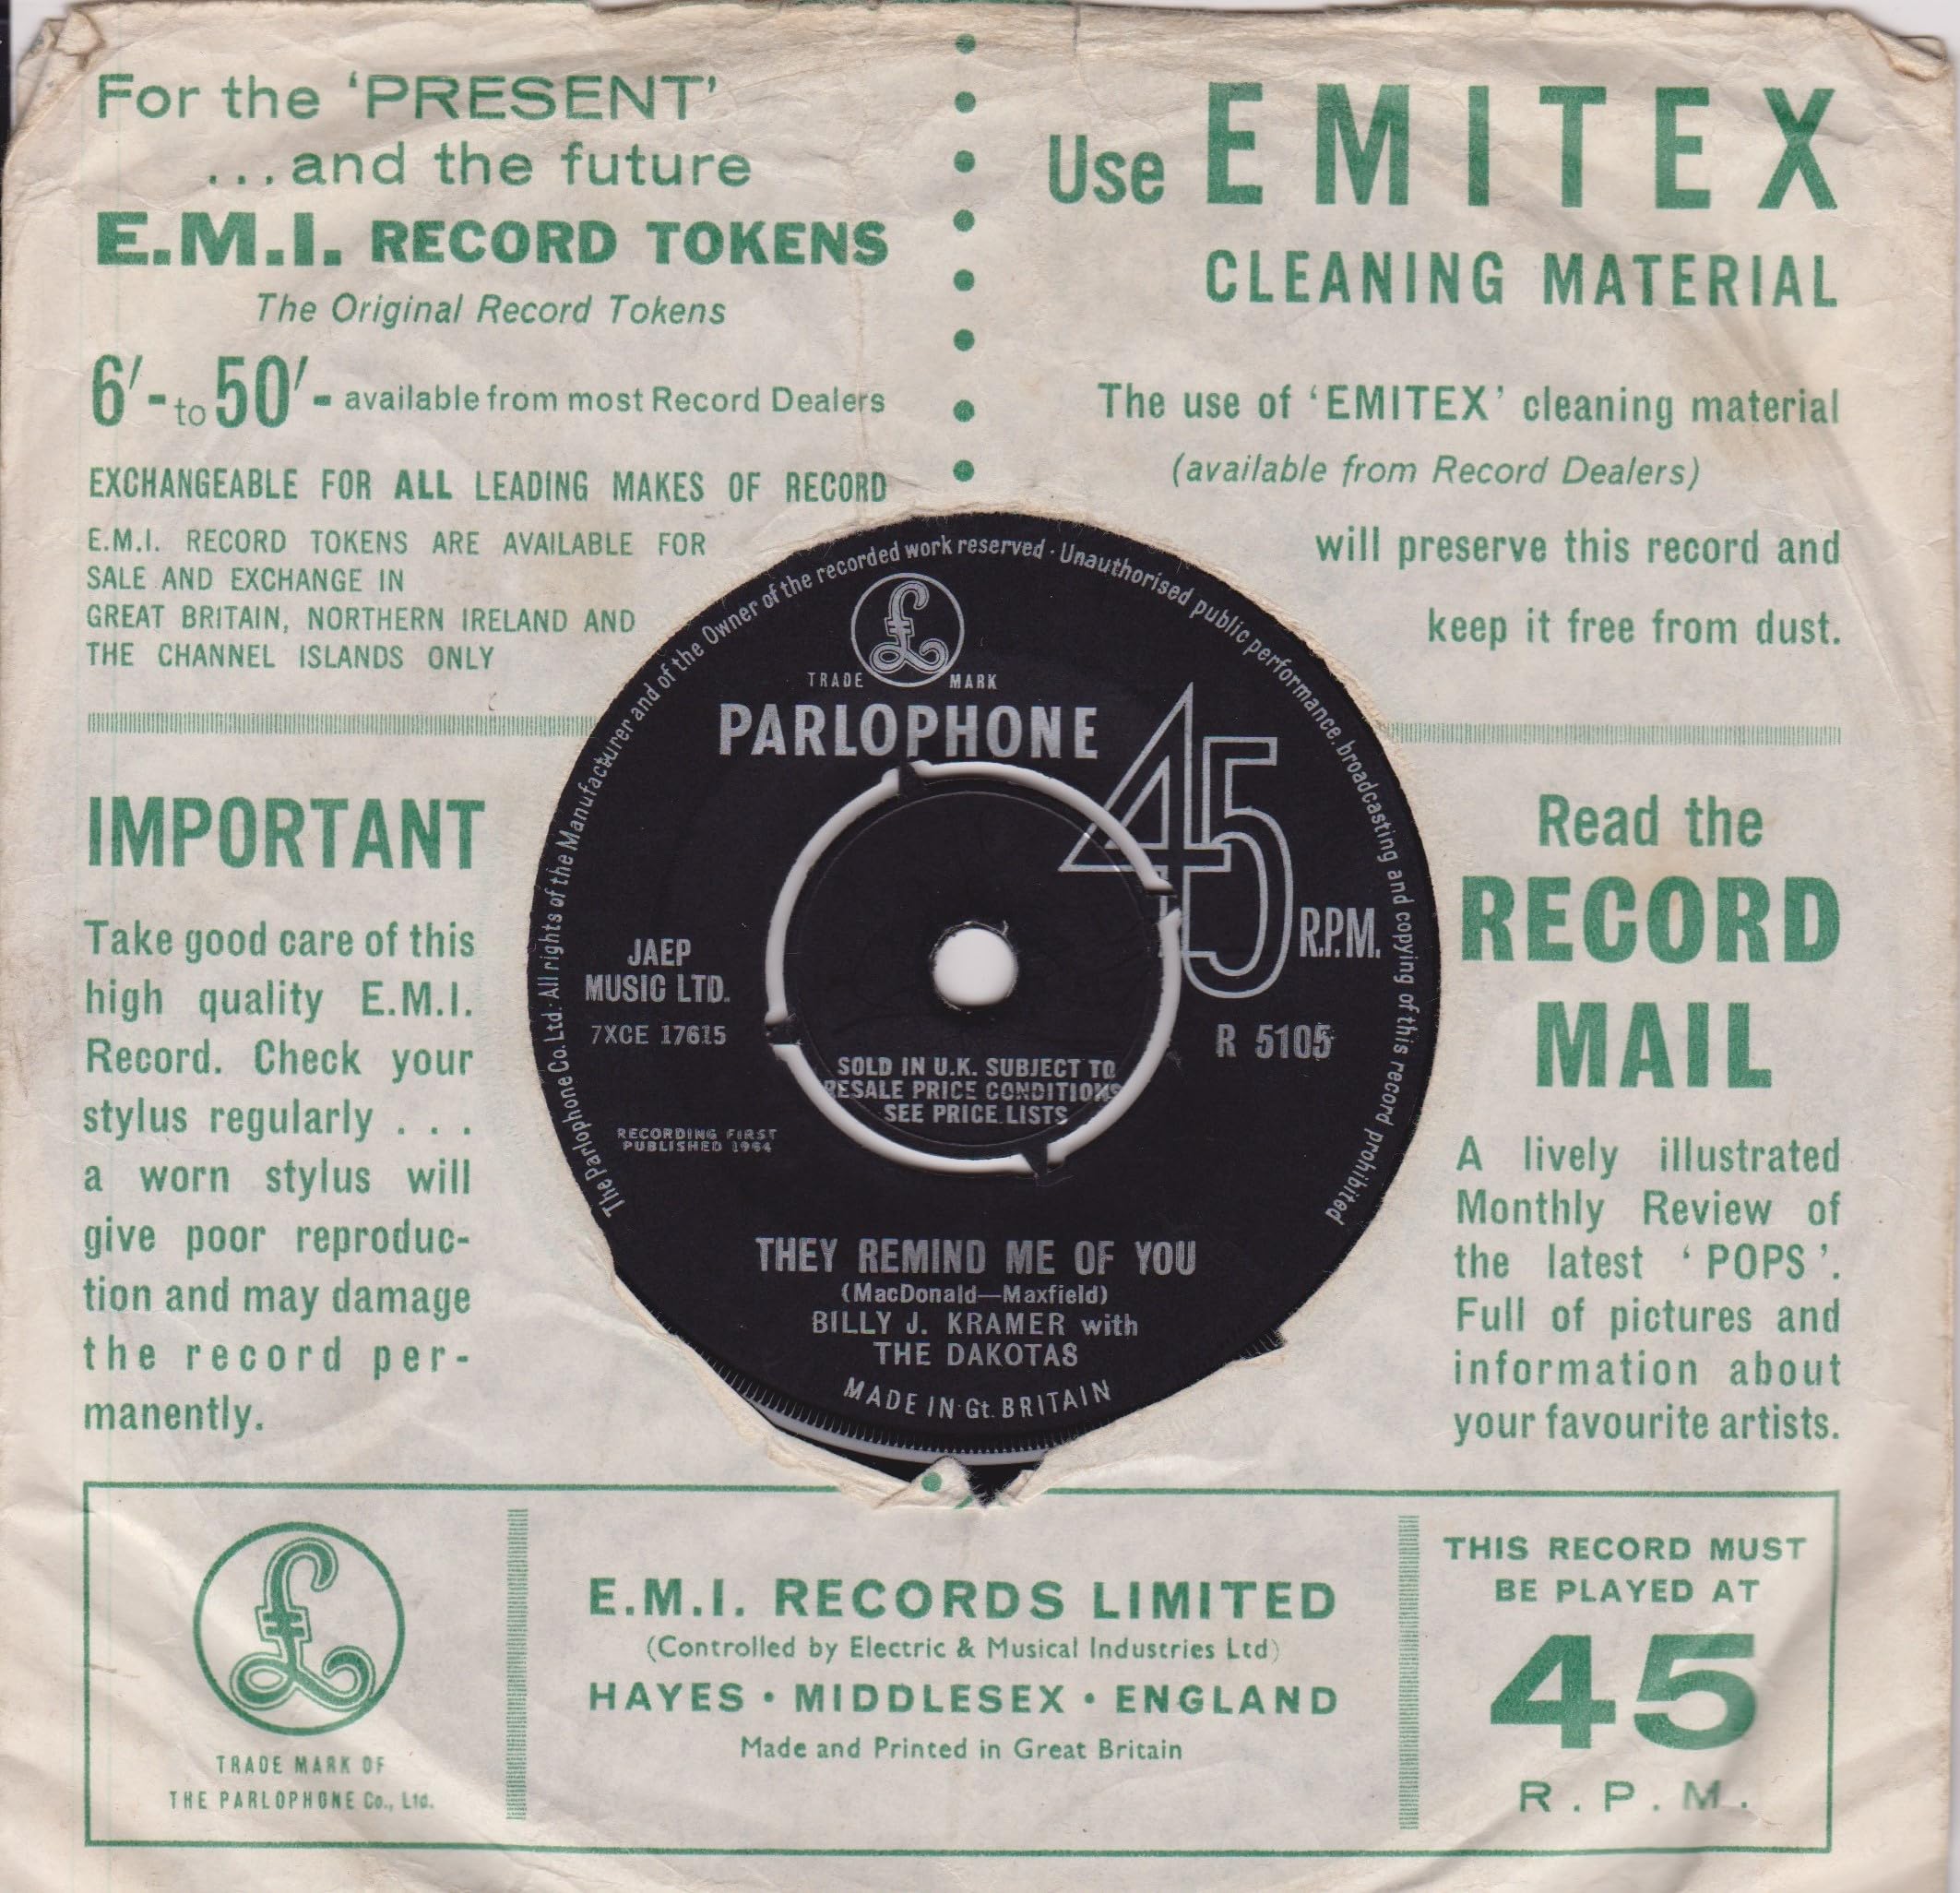 For the ‘PRESENT’
...and the future
E.M.I. RECORD TOKENS
The Original Record Tokens
6/- to 50/- available from most Record Dealers
EXCHANGEABLE FOR ALL LEADING MAKES OF RECORD
E.M.I. RECORD TOKENS ARE AVAILABLE FOR
SALE AND EXCHANGE IN
GREAT BRITAIN, NORTHERN IRELAND AND
THE CHANNEL ISLANDS ONLY
Use EMITEX
CLEANING MATERIAL
The use of ‘EMITEX’ cleaning material
(available from Record Dealers)
will preserve this record and
keep it free from dust.
IMPORTANT
Take good care of this
high quality E.M.I.
Record. Check your
stylus regularly . . .
a worn stylus will
give poor reproduc-
tion and may damage
the record per-
manently.
The Parlophone Co. Ltd. All rights of the Manufacturer and of the Owner of the recorded work reserved · Unauthorised public performance, broadcasting and copying of this record prohibited
£
TRADE MARK
PARLOPHONE
45
R.P.M.
JAEP
MUSIC LTD.
7XCE 17615
R 5105
SOLD IN U.K. SUBJECT TO
RESALE PRICE CONDITIONS
SEE PRICE LISTS
RECORDING FIRST
PUBLISHED 1964
THEY REMIND ME OF YOU
(MacDonald—Maxfield)
BILLY J. KRAMER with
THE DAKOTAS
MADE IN Gt. BRITAIN
Read the
RECORD
MAIL
A lively illustrated
Monthly Review of
the latest ‘ POPS ’.
Full of pictures and
information about
your favourite artists.
£
TRADE MARK OF
THE PARLOPHONE Co., Ltd.
E.M.I. RECORDS LIMITED
(Controlled by Electric & Musical Industries Ltd)
HAYES • MIDDLESEX • ENGLAND
Made and Printed in Great Britain
THIS RECORD MUST
BE PLAYED AT
45
R.P.M.